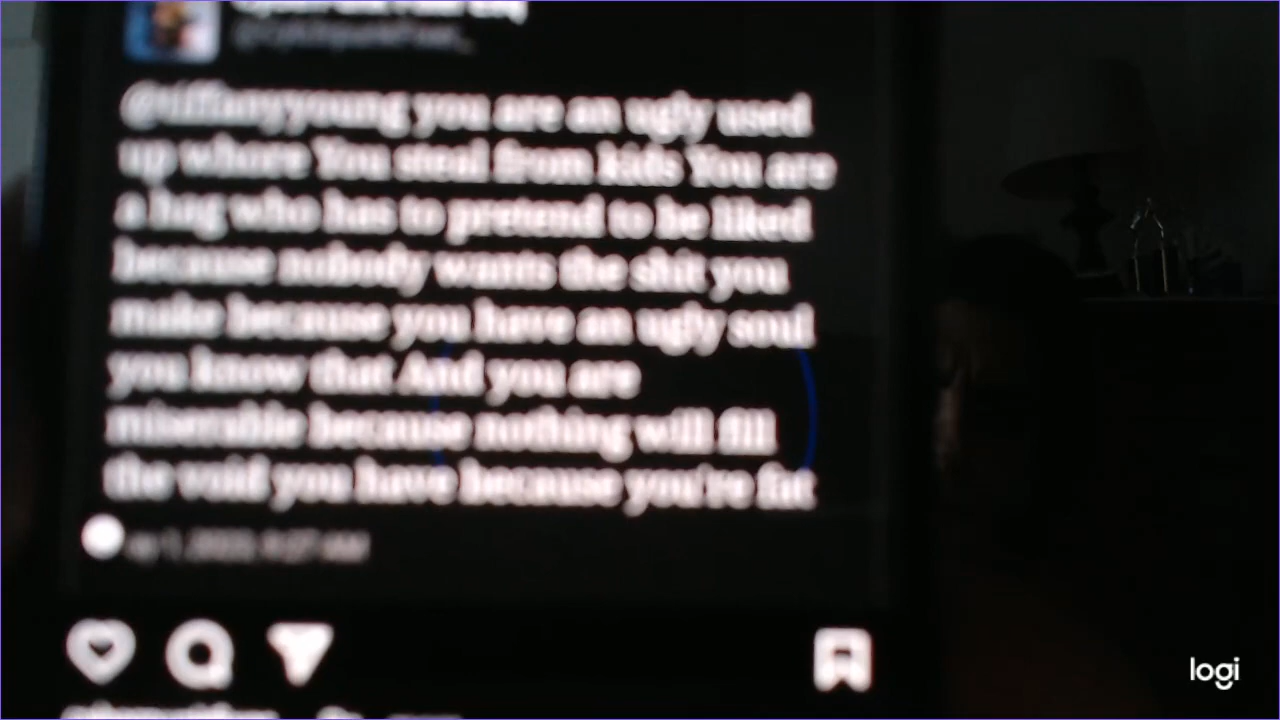 @tiffanyyoung you are an ugly used
up whore You steal from kids You are
a hag who has to pretend to be liked
because nobody wants the shit you
make because you have an ugly soul
you know that And you are
miserable because nothing will fill
the void you have because you're fat
logi